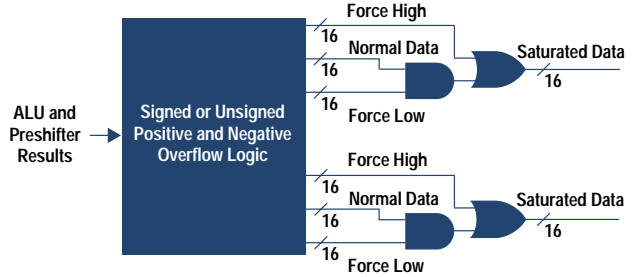 Force High
16
Normal Data
16
Saturated Data
16
16
Force Low
ALU and
Preshifter
Results
Signed or Unsigned
Positive and Negative
Overflow Logic
Force High
16
Normal Data
16
Saturated Data
16
16
Force Low